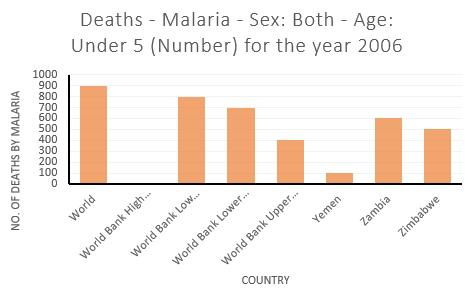 Deaths - Malaria - Sex: Both - Age:
Under 5 (Number) for the year 2006
NO. OF DEATHS BY MALARIA
1000
900
800
700
600
500
400
300
200
100
0
World
World Bank High...
World Bank Low...
World Bank Lower...
World Bank Upper...
Yemen
Zambia
Zimbabwe
COUNTRY